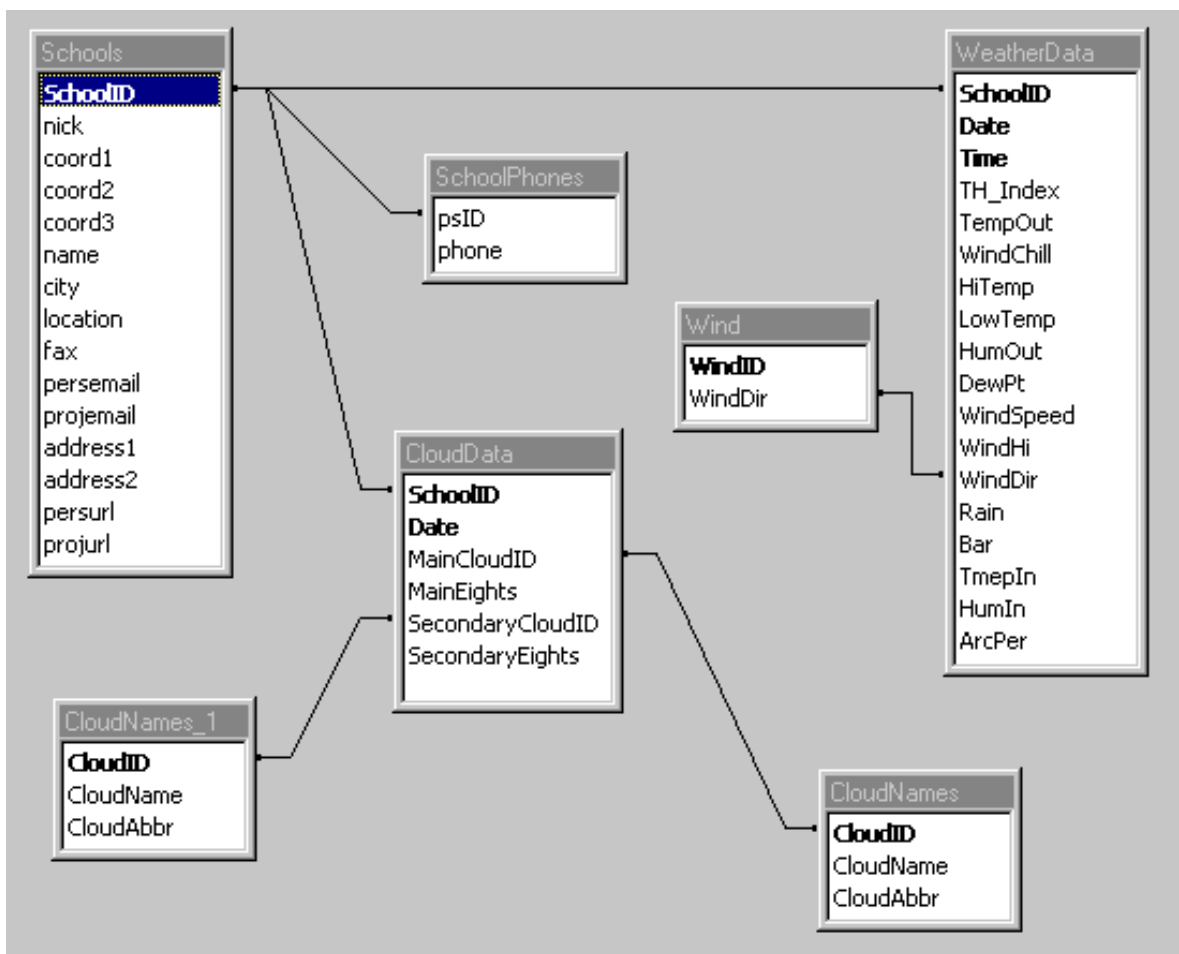 Schools
SchoolID
nick
coord1
coord2
coord3
name
city
location
fax
persemail
projemail
address1
address2
persurl
projurl
SchoolPhones
psID
phone
WeatherData
SchoolID
Date
Time
TH_Index
TempOut
WindChill
HiTemp
LowTemp
HumOut
DewPt
WindSpeed
WindHi
WindDir
Rain
Bar
TmepIn
HumIn
ArcPer
Wind
WindID
WindDir
CloudData
SchoolID
Date
MainCloudID
MainEights
SecondaryCloudID
SecondaryEights
CloudNames_1
CloudID
CloudName
CloudAbbr
CloudNames
CloudID
CloudName
CloudAbbr